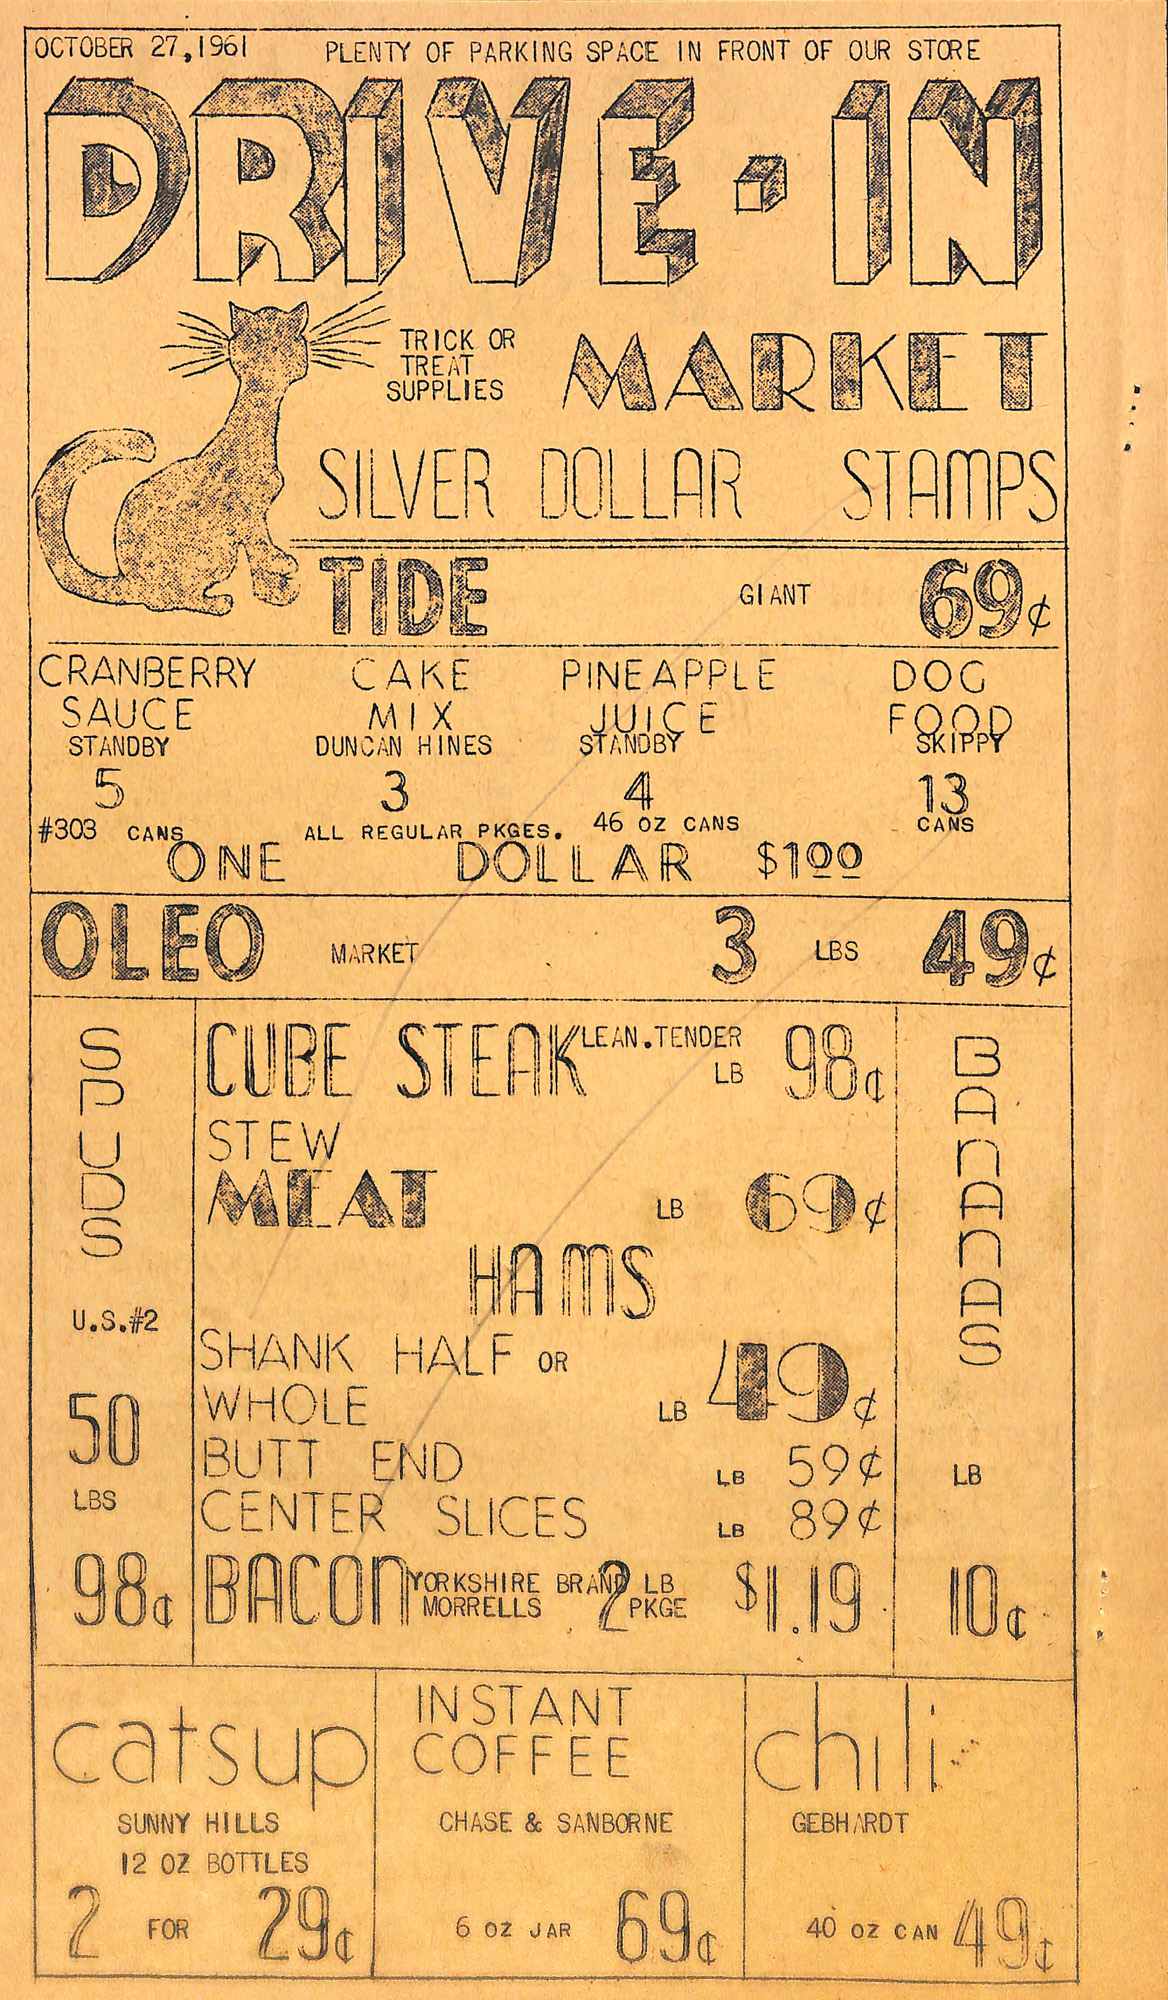 OCTOBER 27,1961 PLENTY OF PARKING SPACE IN FRONT OF OUR STORE
DRIVE-IN
TRICK OR
TREAT
SUPPLIES
MARKET
SILVER DOLLAR STAMPS
TIDE GIANT 69¢
CRANBERRY SAUCE
STANDBY
5
#303 CANS
CAKE MIX
DUNCAN HINES
3
ALL REGULAR PKGES.
PINEAPPLE JUICE
STANDBY
4
46 OZ CANS
DOG FOOD
SKIPPY
13
CANS
ONE DOLLAR $100
OLEO MARKET 3 LBS 49¢
SPUDS
U.S.#2
50
LBS
98¢
CUBE STEAK LEAN.TENDER LB 98¢
STEW
MEAT LB 69¢
HAMS
SHANK HALF OR
WHOLE LB 49¢
BUTT END LB 59¢
CENTER SLICES LB 89¢
BACON YORKSHIRE BRAND MORRELLS 2 LB PKGE $1.19
BANANAS
LB
10¢
catsup
SUNNY HILLS
12 OZ BOTTLES
2 FOR 29¢
INSTANT
COFFEE
CHASE & SANBORNE
6 OZ JAR 69¢
chili
GEBHARDT
40 OZ CAN 49¢